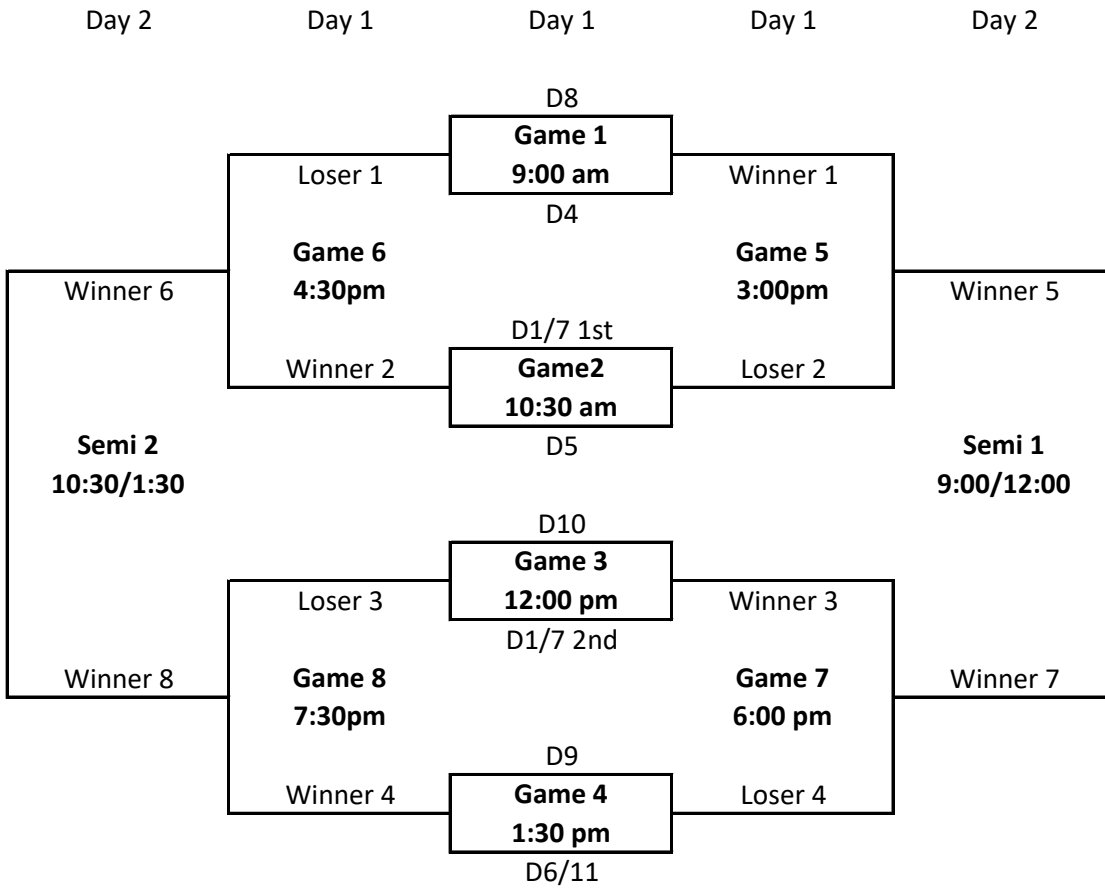 Day 2 Day 1 Day 1 Day 1 Day 2
D8
Game 1
9:00 am
Loser 1 Winner 1
D4
Game 6 Game 5
4:30pm 3:00pm
Winner 6 Winner 5
D1/7 1st
Winner 2 Game2 Loser 2
10:30 am
D5
Semi 2 Semi 1
10:30/1:30 9:00/12:00
D10
Game 3
Loser 3 12:00 pm Winner 3
D1/7 2nd
Winner 8 Game 8 Game 7 Winner 7
7:30pm 6:00 pm
D9
Winner 4 Game 4 Loser 4
1:30 pm
D6/11